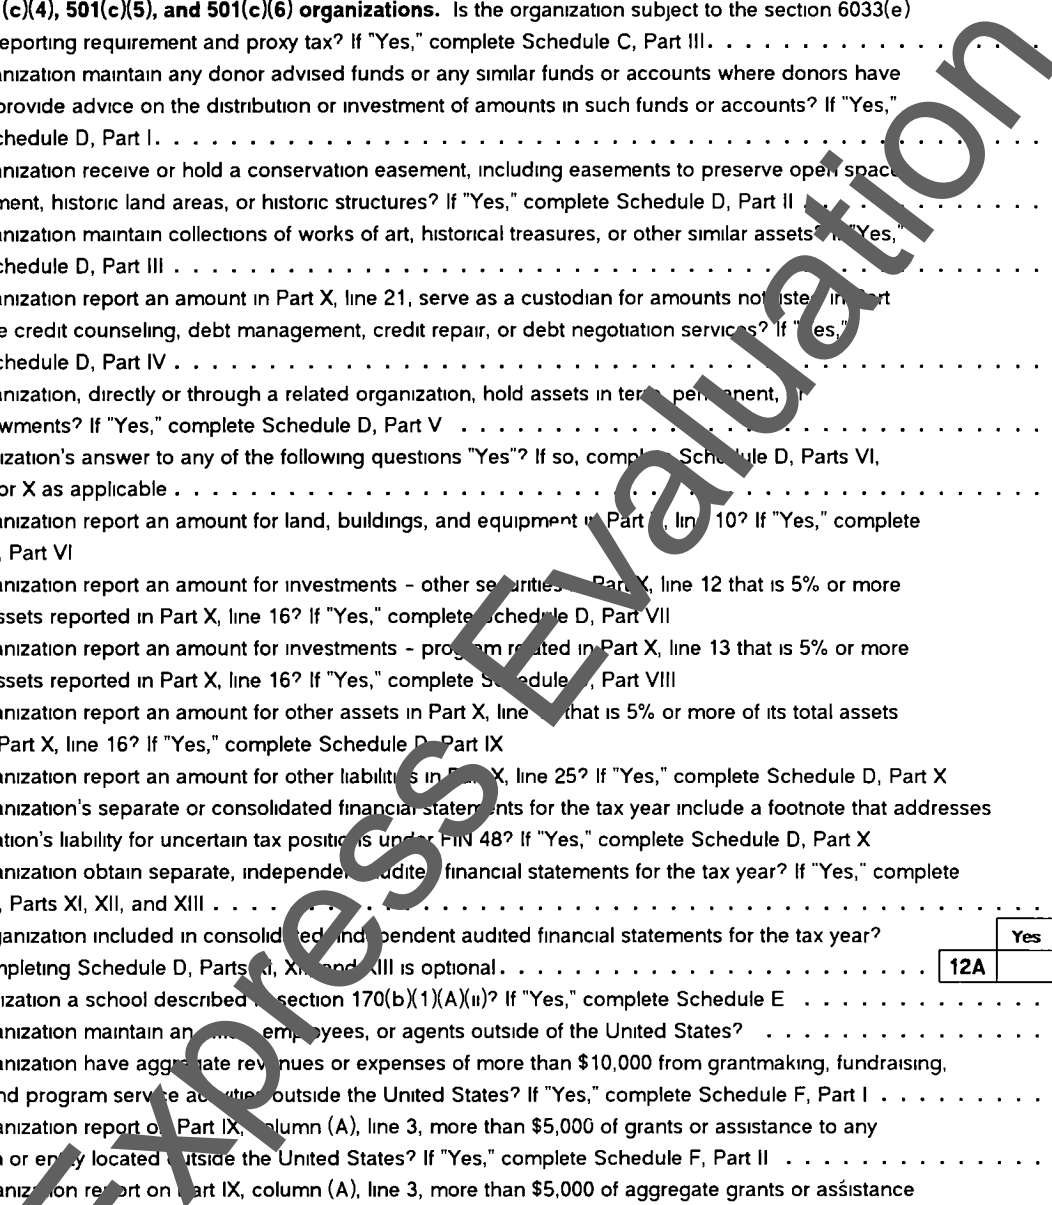 (c)(4), 501(c)(5), and 501(c)(6) organizations. Is the organization subject to the section 6033(e)
eporting requirement and proxy tax? If "Yes," complete Schedule C, Part III.
anization maintain any donor advised funds or any similar funds or accounts where donors have
provide advice on the distribution or investment of amounts in such funds or accounts? If "Yes,"
chedule D, Part I.
anization receive or hold a conservation easement, including easements to preserve open space
ment, historic land areas, or historic structures? If "Yes," complete Schedule D, Part II
anization maintain collections of works of art, historical treasures, or other similar assets? If "Yes,"
chedule D, Part III
anization report an amount in Part X, line 21, serve as a custodian for amounts not listed in Part
e credit counseling, debt management, credit repair, or debt negotiation services? If "Yes,"
chedule D, Part IV
anization, directly or through a related organization, hold assets in term, permanent, or
wments? If "Yes," complete Schedule D, Part V
ization's answer to any of the following questions "Yes"? If so, complete Schedule D, Parts VI,
or X as applicable
anization report an amount for land, buildings, and equipment in Part X, line 10? If "Yes," complete
, Part VI
anization report an amount for investments - other securities in Part X, line 12 that is 5% or more
ssets reported in Part X, line 16? If "Yes," complete Schedule D, Part VII
anization report an amount for investments - program related in Part X, line 13 that is 5% or more
ssets reported in Part X, line 16? If "Yes," complete Schedule D, Part VIII
anization report an amount for other assets in Part X, line that is 5% or more of its total assets
Part X, line 16? If "Yes," complete Schedule D, Part IX
anization report an amount for other liabilities in Part X, line 25? If "Yes," complete Schedule D, Part X
anization's separate or consolidated financial statements for the tax year include a footnote that addresses
ation's liability for uncertain tax positions under FIN 48? If "Yes," complete Schedule D, Part X
anization obtain separate, independent audited financial statements for the tax year? If "Yes," complete
, Parts XI, XII, and XIII
ganization included in consolidated, independent audited financial statements for the tax year?
Yes
mpleting Schedule D, Parts XI, XII, and XIII is optional. 12A
ization a school described in section 170(b)(1)(A)(ii)? If "Yes," complete Schedule E
anization maintain an office, employees, or agents outside of the United States?
anization have aggregate revenues or expenses of more than $10,000 from grantmaking, fundraising,
nd program service activities outside the United States? If "Yes," complete Schedule F, Part I
anization report on Part IX, column (A), line 3, more than $5,000 of grants or assistance to any
n or entity located outside the United States? If "Yes," complete Schedule F, Part II
anization report on Part IX, column (A), line 3, more than $5,000 of aggregate grants or assistance
Express Evaluation